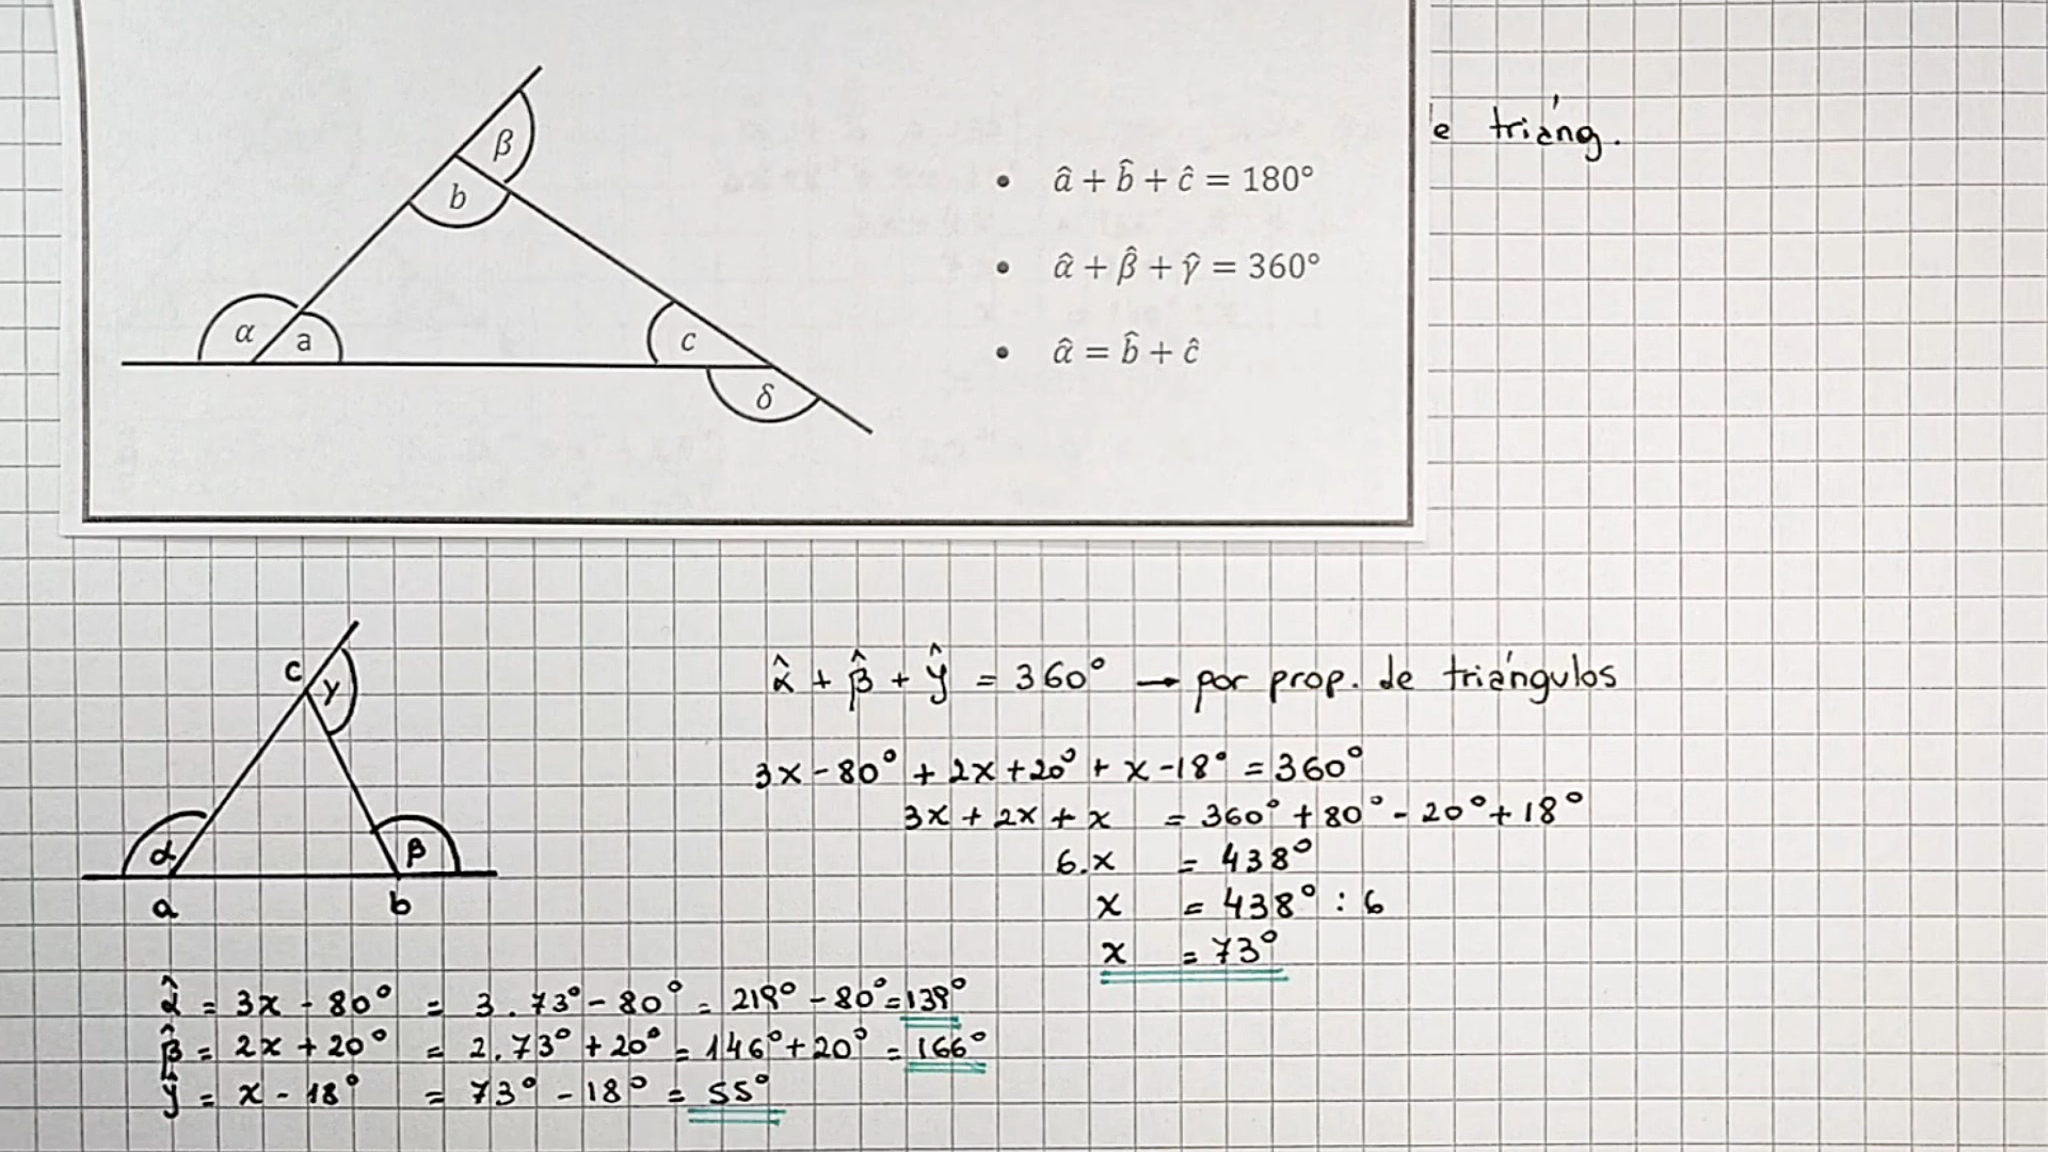 β
b
α
a
c
δ
• â + b̂ + ĉ = 180°
• α̂ + β̂ + γ̂ = 360°
• α̂ = b̂ + ĉ
e triáng.
c
γ
α
β
a
b
α̂ + β̂ + γ̂ = 360° → por prop. de triángulos
3x - 80° + 2x + 20° + x - 18° = 360°
3x + 2x + x = 360° + 80° - 20° + 18°
6.x = 438°
x = 438° : 6
x = 73°
α̂ = 3x - 80° = 3 . 73° - 80° = 219° - 80° = 139°
β̂ = 2x + 20° = 2 . 73° + 20° = 146° + 20° = 166°
γ̂ = x - 18° = 73° - 18° = 55°